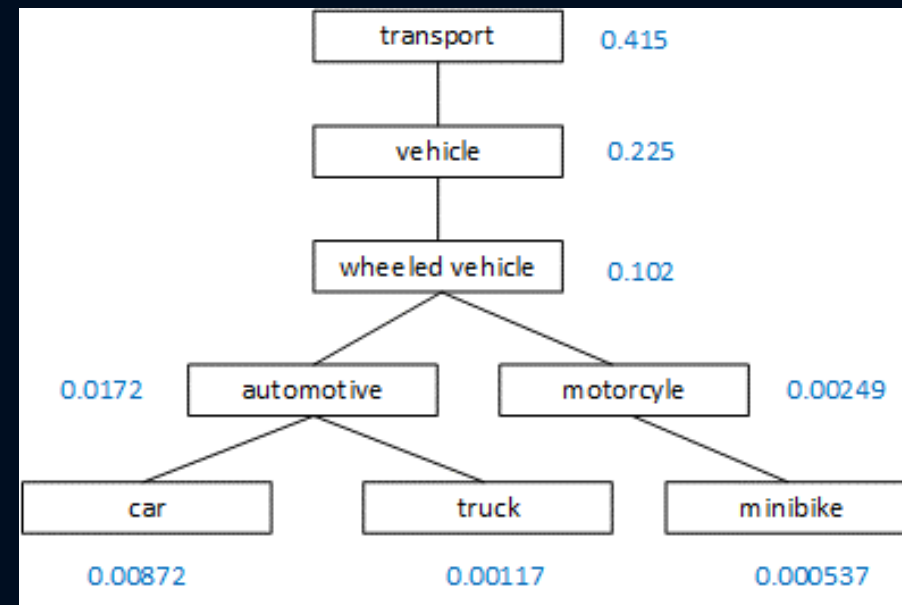 transport 0.415
vehicle 0.225
wheeled vehicle 0.102
0.0172 automotive motorcyle 0.00249
car truck minibike
0.00872 0.00117 0.000537